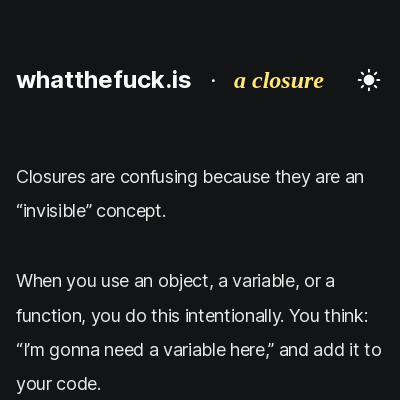 whatthefuck.is · a closure
Closures are confusing because they are an
“invisible” concept.
When you use an object, a variable, or a
function, you do this intentionally. You think:
“I’m gonna need a variable here,” and add it to
your code.